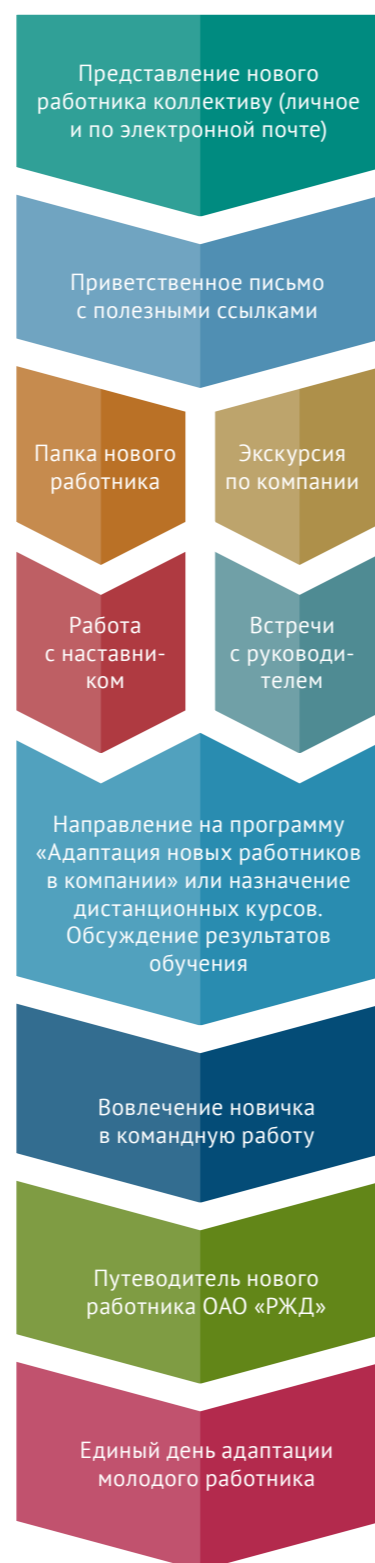 Представление нового
работника коллективу (личное
и по электронной почте)
Приветственное письмо
с полезными ссылками
Папка нового
работника
Экскурсия
по компании
Работа
с наставни-
ком
Встречи
с руководи-
телем
Направление на программу
«Адаптация новых работников
в компании» или назначение
дистанционных курсов.
Обсуждение результатов
обучения
Вовлечение новичка
в командную работу
Путеводитель нового
работника ОАО «РЖД»
Единый день адаптации
молодого работника